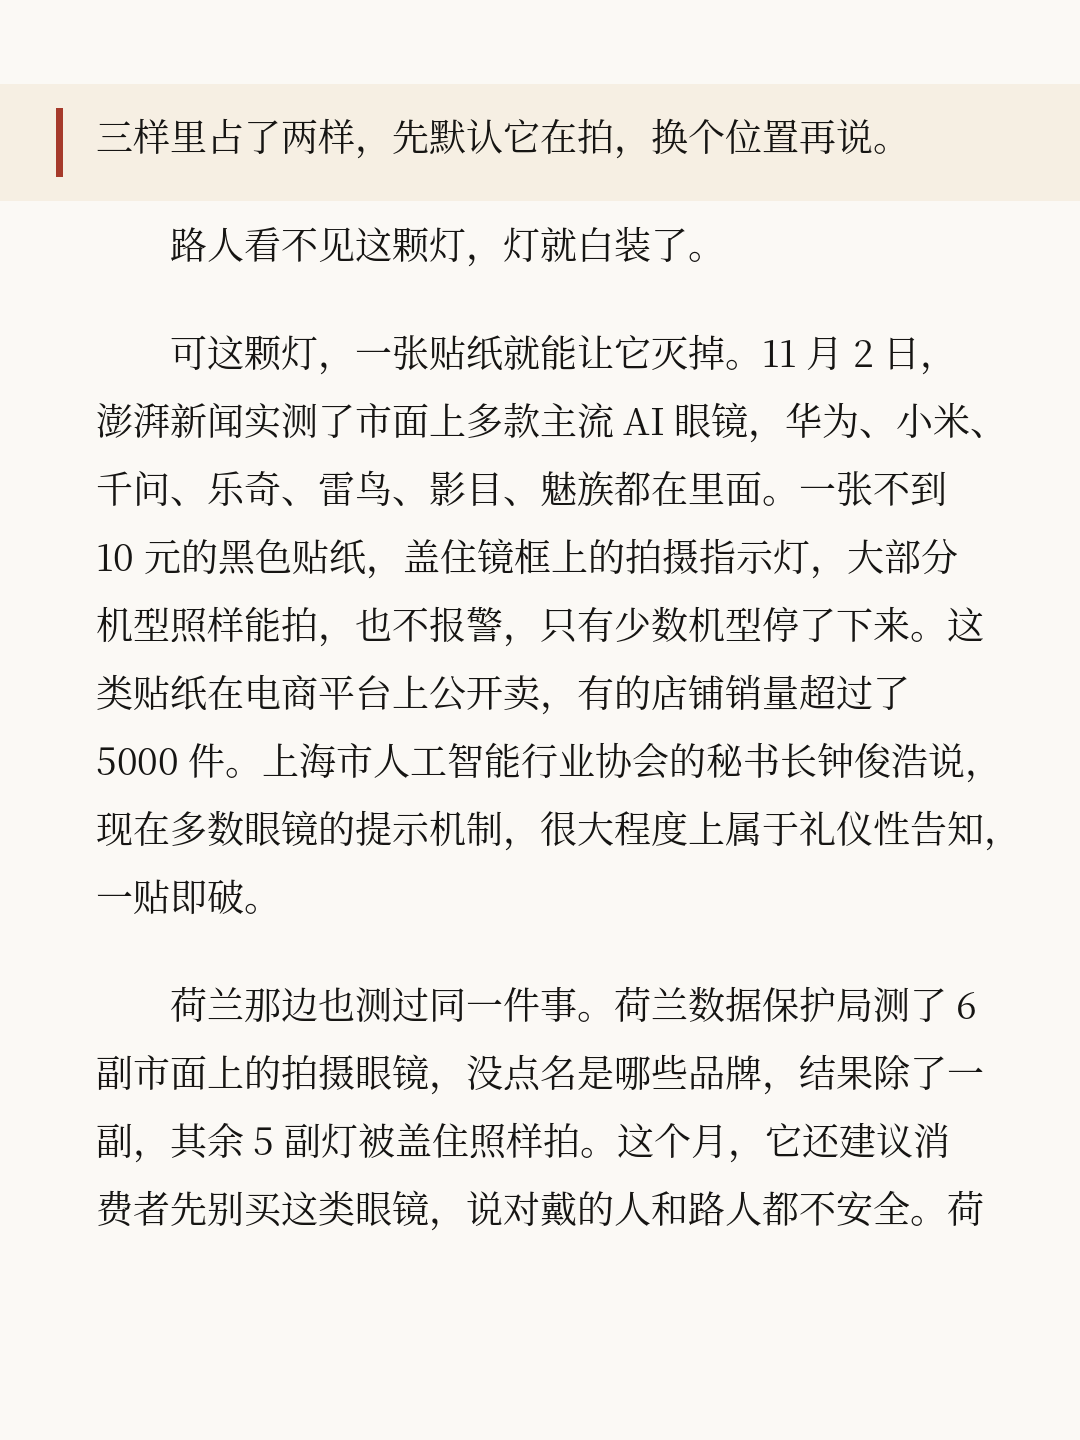 三样里占了两样，先默认它在拍，换个位置再说。
路人看不见这颗灯，灯就白装了。
可这颗灯，一张贴纸就能让它灭掉。11 月 2 日，
澎湃新闻实测了市面上多款主流 AI 眼镜，华为、小米、
千问、乐奇、雷鸟、影目、魅族都在里面。一张不到
10 元的黑色贴纸，盖住镜框上的拍摄指示灯，大部分
机型照样能拍，也不报警，只有少数机型停了下来。这
类贴纸在电商平台上公开卖，有的店铺销量超过了
5000 件。上海市人工智能行业协会的秘书长钟俊浩说，
现在多数眼镜的提示机制，很大程度上属于礼仪性告知，
一贴即破。
荷兰那边也测过同一件事。荷兰数据保护局测了 6
副市面上的拍摄眼镜，没点名是哪些品牌，结果除了一
副，其余 5 副灯被盖住照样拍。这个月，它还建议消
费者先别买这类眼镜，说对戴的人和路人都不安全。荷